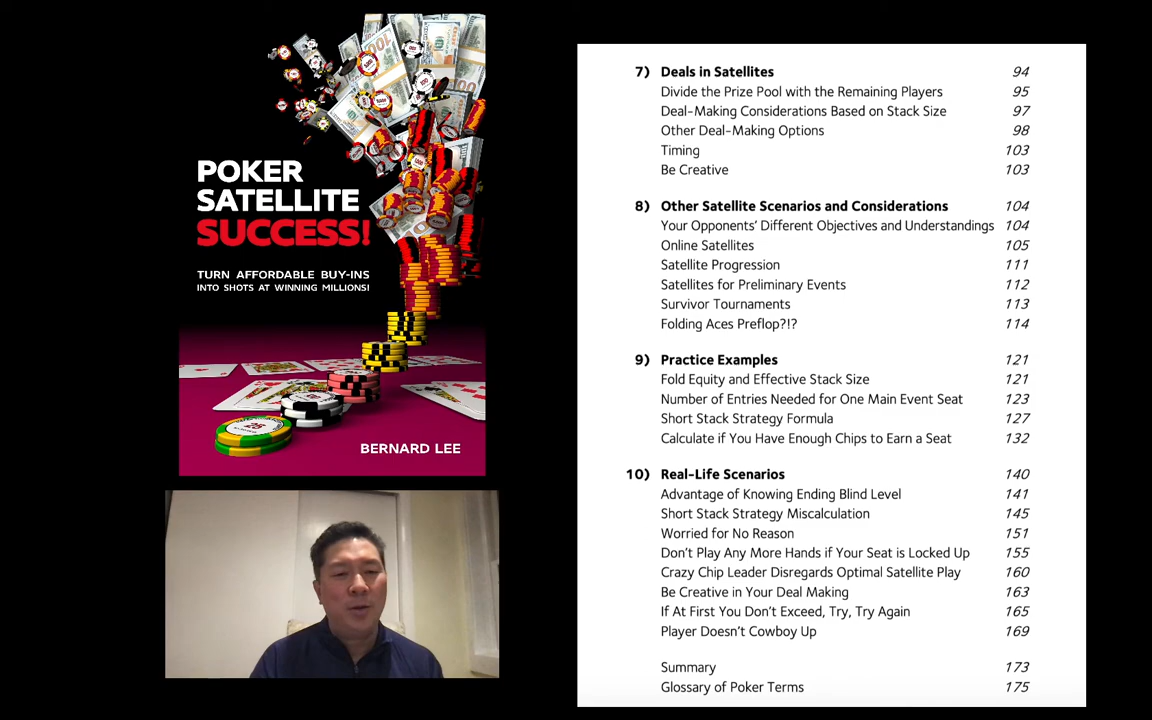 POKER
SATELLITE
SUCCESS!
TURN AFFORDABLE BUY-INS
INTO SHOTS AT WINNING MILLIONS!
BERNARD LEE
7) Deals in Satellites 94
Divide the Prize Pool with the Remaining Players 95
Deal-Making Considerations Based on Stack Size 97
Other Deal-Making Options 98
Timing 103
Be Creative 103
8) Other Satellite Scenarios and Considerations 104
Your Opponents' Different Objectives and Understandings 104
Online Satellites 105
Satellite Progression 111
Satellites for Preliminary Events 112
Survivor Tournaments 113
Folding Aces Preflop?!? 114
9) Practice Examples 121
Fold Equity and Effective Stack Size 121
Number of Entries Needed for One Main Event Seat 123
Short Stack Strategy Formula 127
Calculate if You Have Enough Chips to Earn a Seat 132
10) Real-Life Scenarios 140
Advantage of Knowing Ending Blind Level 141
Short Stack Strategy Miscalculation 145
Worried for No Reason 151
Don't Play Any More Hands if Your Seat is Locked Up 155
Crazy Chip Leader Disregards Optimal Satellite Play 160
Be Creative in Your Deal Making 163
If At First You Don't Exceed, Try, Try Again 165
Player Doesn't Cowboy Up 169
Summary 173
Glossary of Poker Terms 175